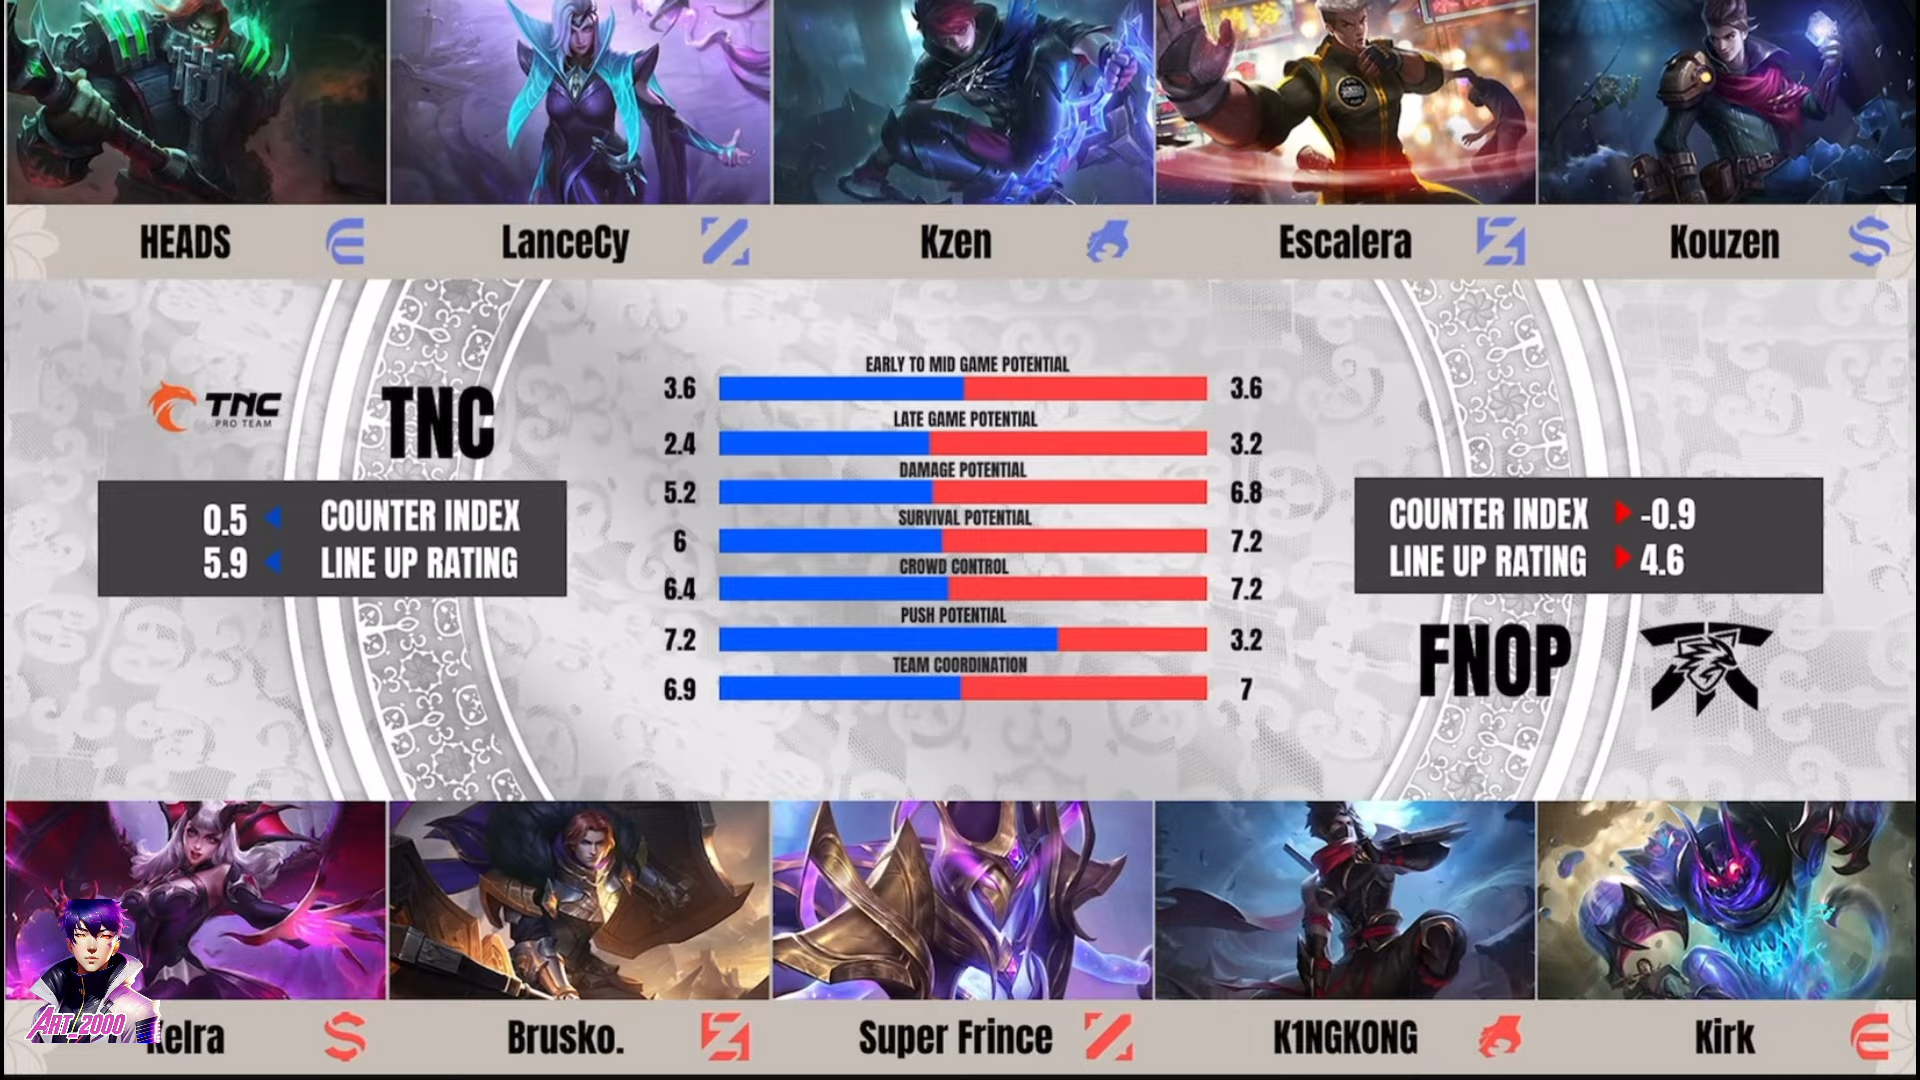 HEADS
LanceCy
Kzen
Escalera
Kouzen
TNC
PRO TEAM
TNC
0.5 COUNTER INDEX
5.9 LINE UP RATING
EARLY TO MID GAME POTENTIAL
3.6 3.6
LATE GAME POTENTIAL
2.4 3.2
DAMAGE POTENTIAL
5.2 6.8
SURVIVAL POTENTIAL
6 7.2
CROWD CONTROL
6.4 7.2
PUSH POTENTIAL
7.2 3.2
TEAM COORDINATION
6.9 7
COUNTER INDEX -0.9
LINE UP RATING 4.6
FNOP
ART_2000
Kelra
Brusko.
Super Frince
K1NGKONG
Kirk